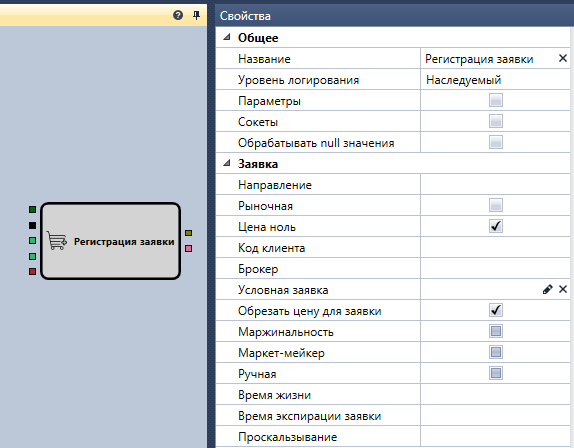 Свойства
Общее
Название Регистрация заявки
Уровень логирования Наследуемый
Параметры
Сокеты
Обрабатывать null значения
Заявка
Направление
Рыночная
Цена ноль
Код клиента
Брокер
Условная заявка
Обрезать цену для заявки
Маржинальность
Маркет-мейкер
Ручная
Время жизни
Время экспирации заявки
Проскальзывание
Регистрация заявки